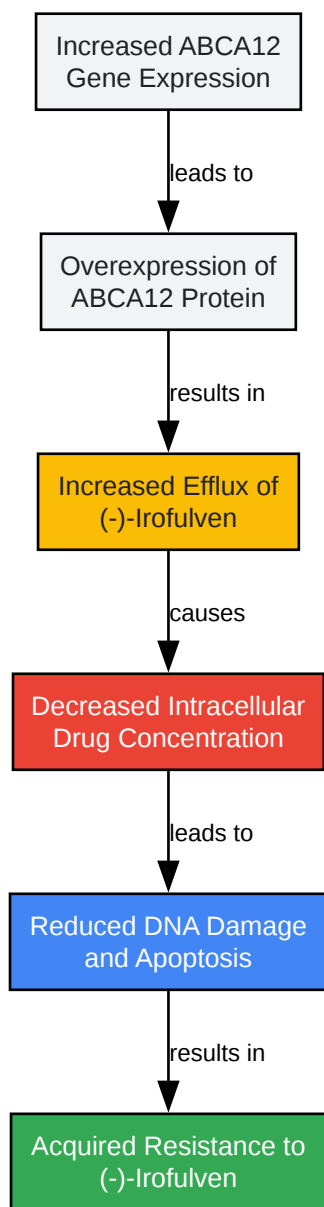 Increased ABCA12
Gene Expression
leads to
Overexpression of
ABCA12 Protein
results in
Increased Efflux of
(-)-Irofulven
causes
Decreased Intracellular
Drug Concentration
leads to
Reduced DNA Damage
and Apoptosis
results in
Acquired Resistance to
(-)-Irofulven